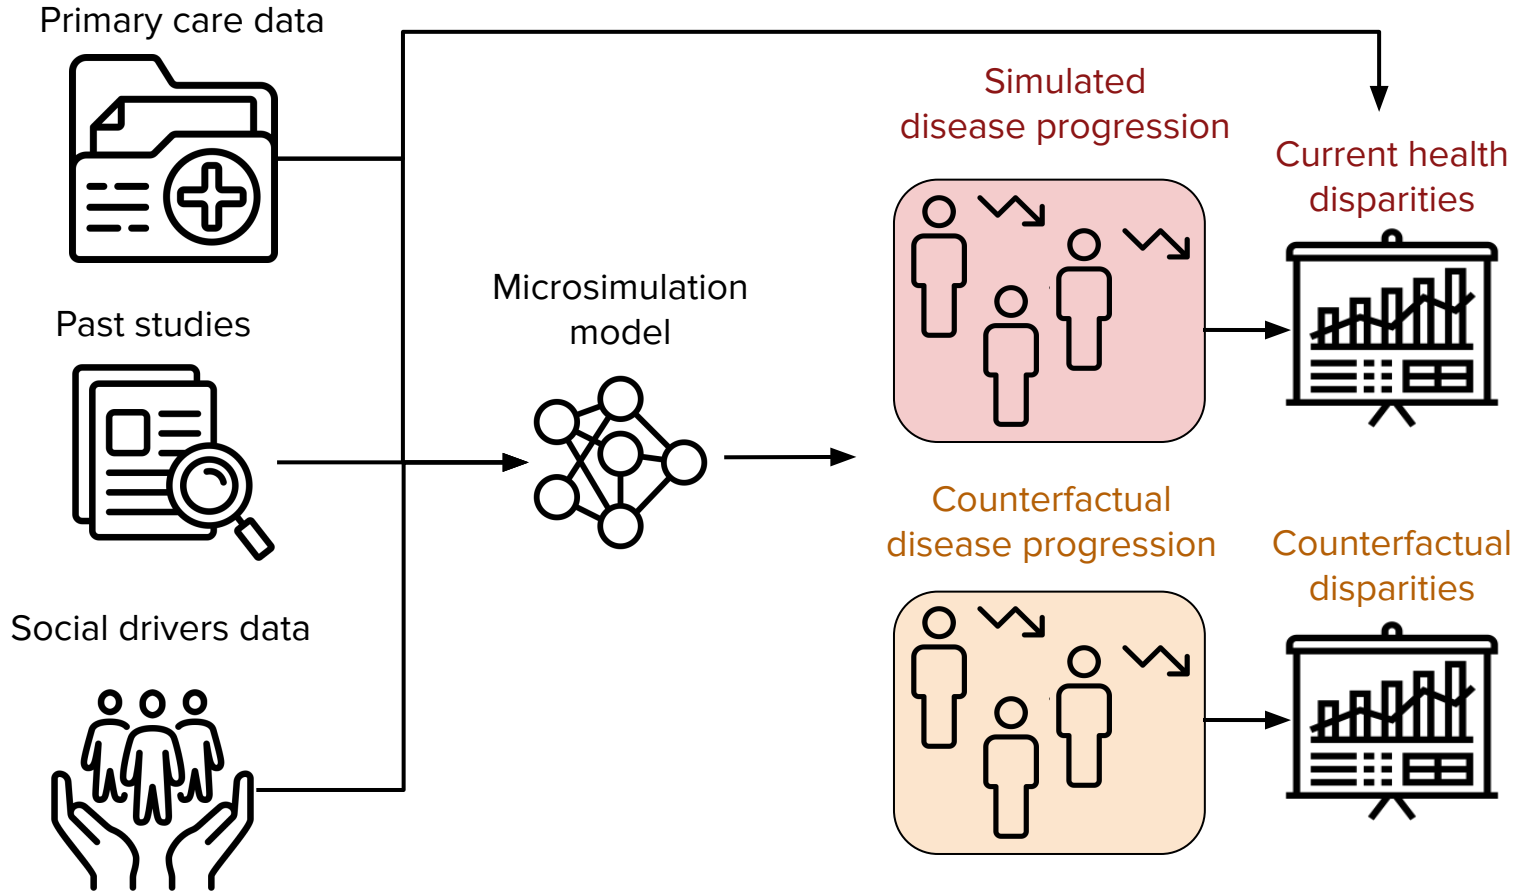 Primary care data
Past studies
Social drivers data
Microsimulation
model
Simulated
disease progression
Current health
disparities
Counterfactual
disease progression
Counterfactual
disparities